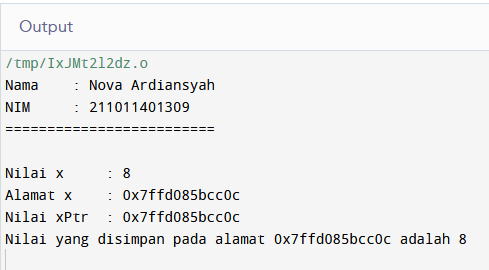 Output
/tmp/IxJMt2l2dz.o
Nama    : Nova Ardiansyah
NIM     : 211011401309
=========================
Nilai x     : 8
Alamat x    : 0x7ffd085bcc0c
Nilai xPtr  : 0x7ffd085bcc0c
Nilai yang disimpan pada alamat 0x7ffd085bcc0c adalah 8